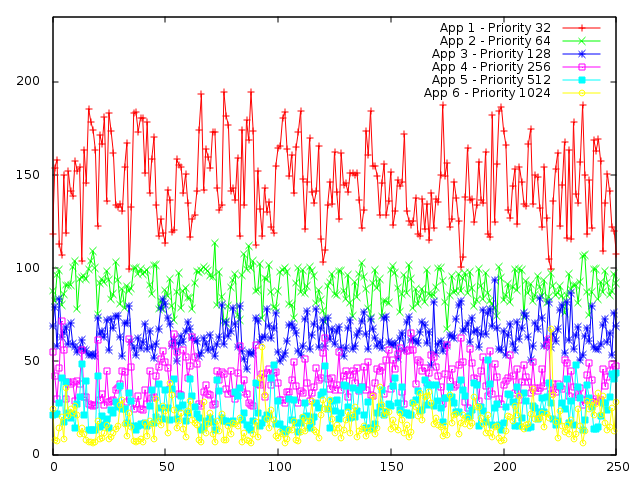 App 1 - Priority 32
App 2 - Priority 64
App 3 - Priority 128
App 4 - Priority 256
App 5 - Priority 512
App 6 - Priority 1024
200
150
100
50
0
0 50 100 150 200 250